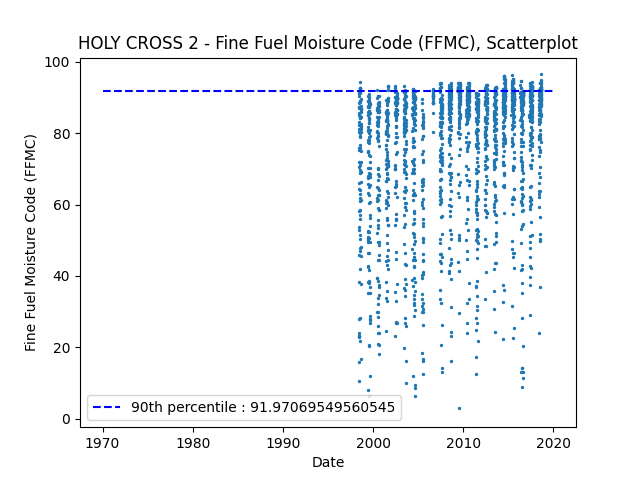 HOLY CROSS 2 - Fine Fuel Moisture Code (FFMC), Scatterplot
Fine Fuel Moisture Code (FFMC)
100
80
60
40
20
0
90th percentile : 91.97069549560545
1970 1980 1990 2000 2010 2020
Date